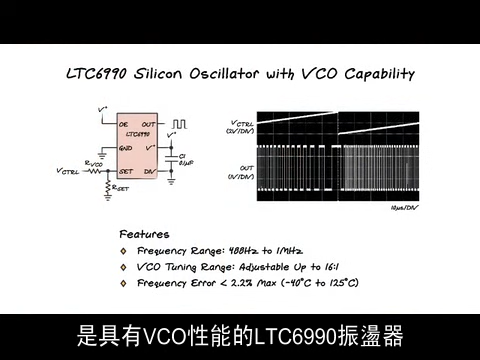 LTC6990 Silicon Oscillator with VCO Capability
V+
OE OUT
LTC6990
V+
GND V+
C1
0.1µF
RVCO
VCTRL
SET DIV
RSET
VCTRL
(2V/DIV)
OUT
(1V/DIV)
10µs/DIV
Features
Frequency Range: 488Hz to 1MHz
VCO Tuning Range: Adjustable Up to 16:1
Frequency Error < 2.2% Max (-40°C to 125°C)
是具有VCO性能的LTC6990振盪器